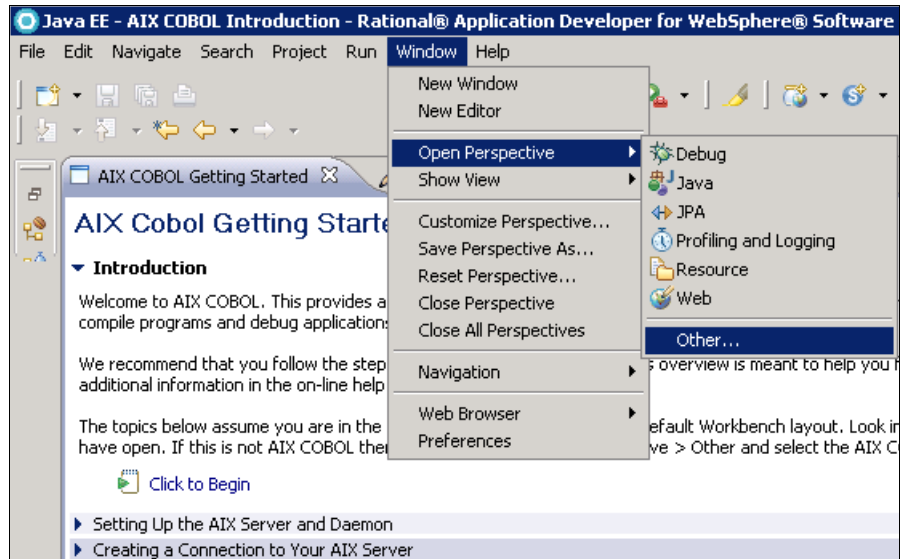 Java EE - AIX COBOL Introduction - Rational® Application Developer for WebSphere® Software
File Edit Navigate Search Project Run Window Help
New Window
New Editor
Open Perspective
Show View
Customize Perspective...
Save Perspective As...
Reset Perspective...
Close Perspective
Close All Perspectives
Navigation
Web Browser
Preferences
Debug
Java
JPA
Profiling and Logging
Resource
Web
Other...
AIX COBOL Getting Started
AIX Cobol Getting Starte
Introduction
Welcome to AIX COBOL. This provides a
compile programs and debug applications
We recommend that you follow the step s overview is meant to help you
additional information in the on-line help
The topics below assume you are in the efault Workbench layout. Look in
have open. If this is not AIX COBOL then ve > Other and select the AIX
Click to Begin
Setting Up the AIX Server and Daemon
Creating a Connection to Your AIX Server